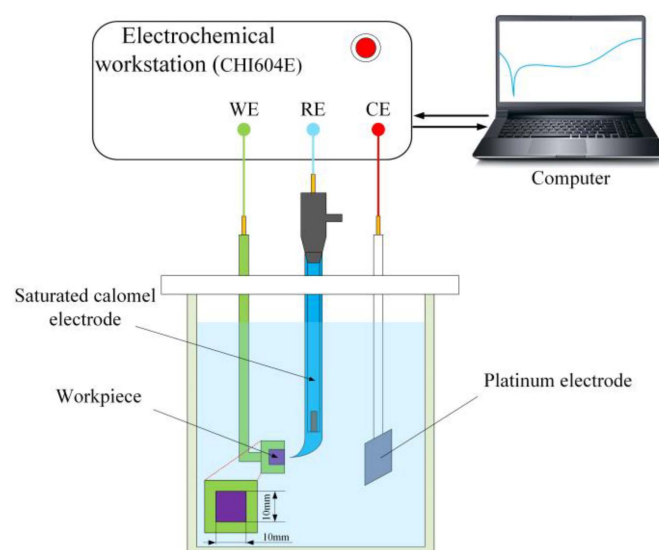 Electrochemical
workstation (CHI604E)
WE
RE
CE
Computer
Saturated calomel
electrode
Workpiece
Platinum electrode
10mm
10mm